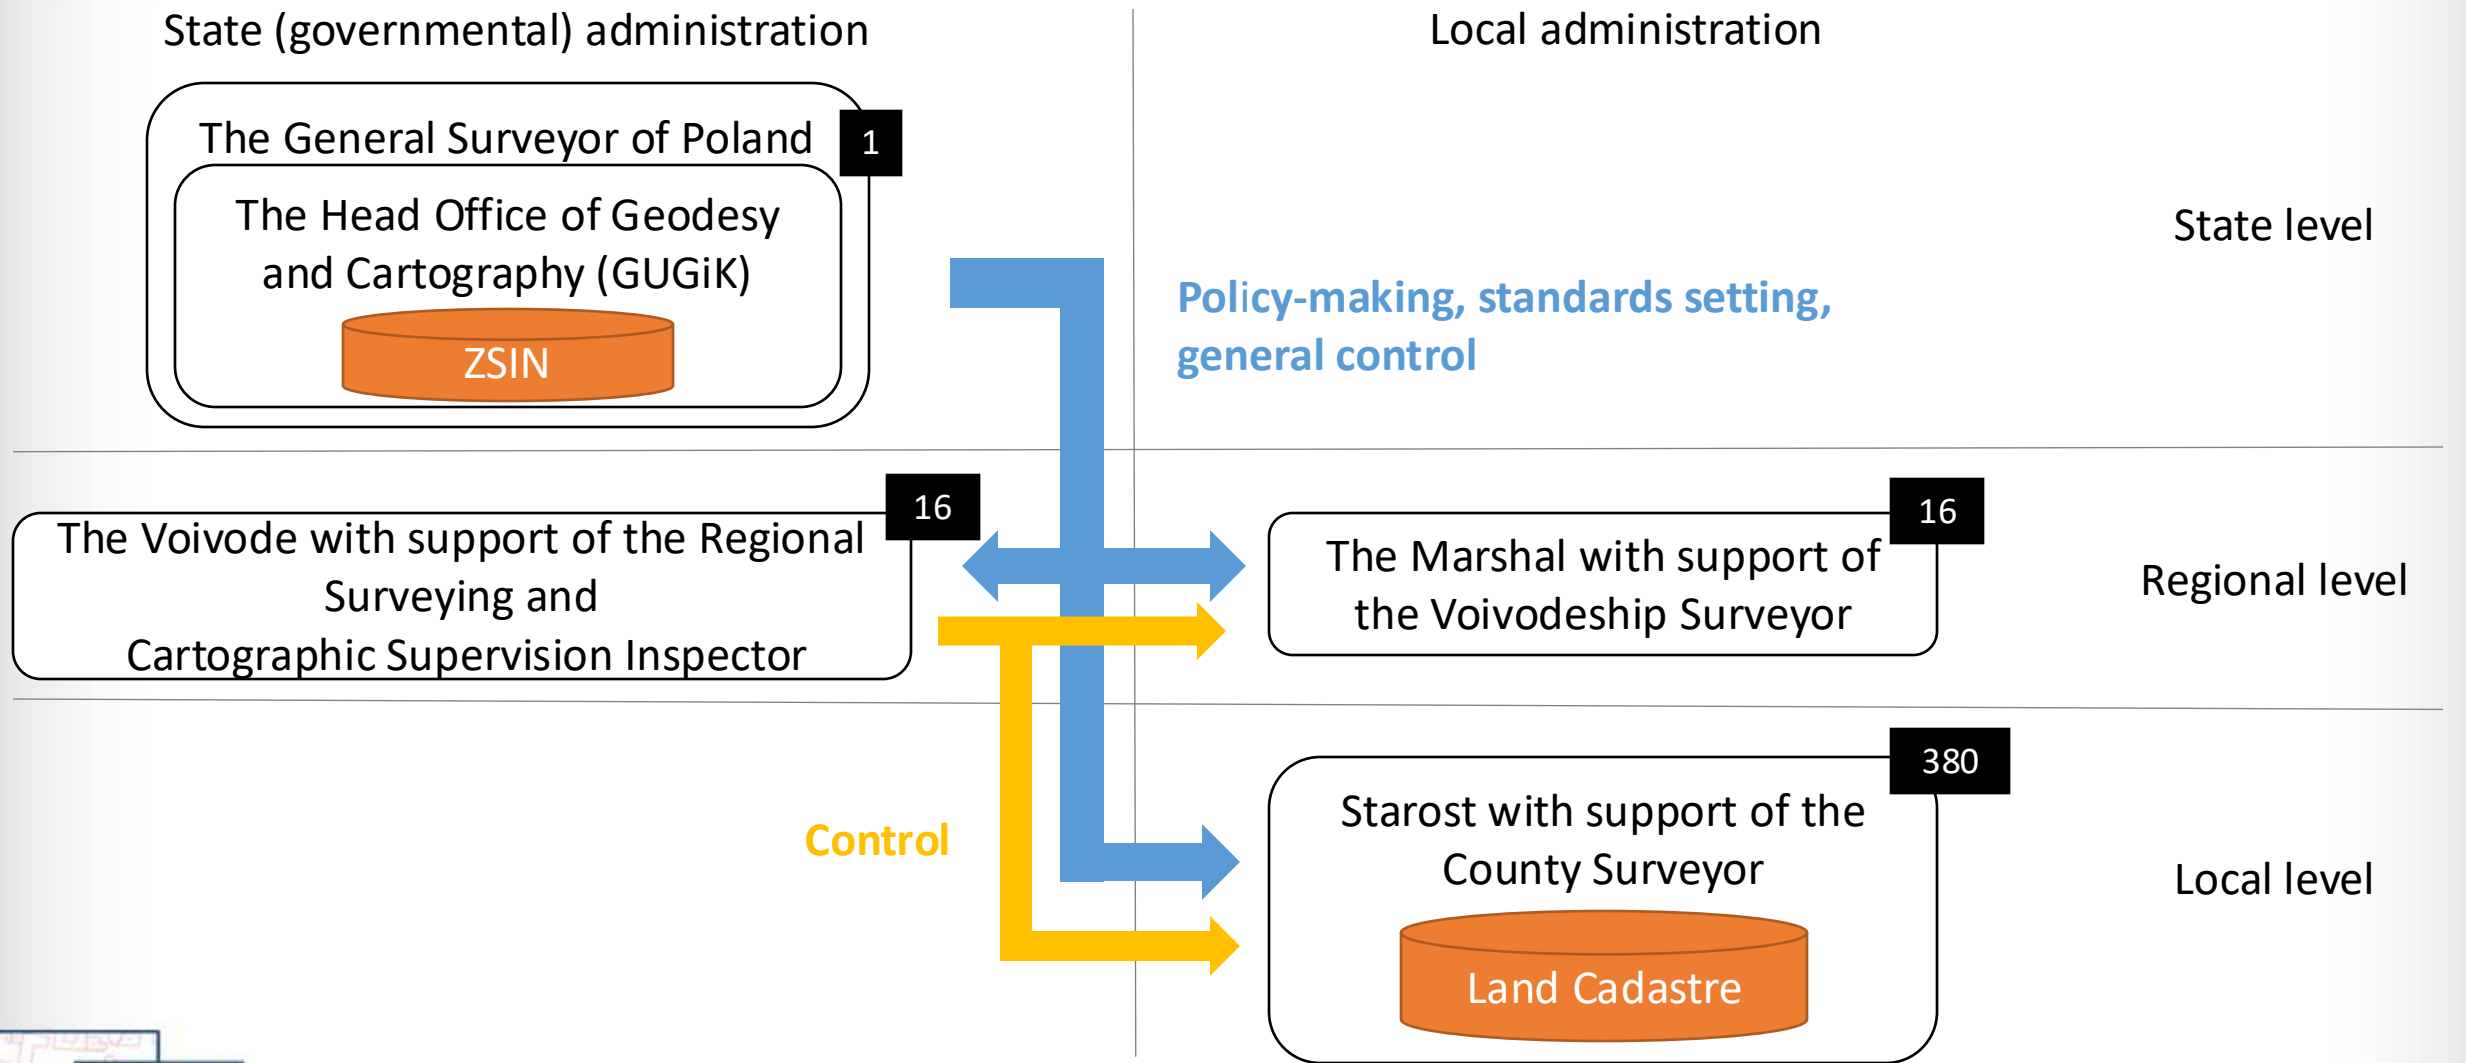 State (governmental) administration
Local administration
The General Surveyor of Poland
1
The Head Office of Geodesy
and Cartography (GUGiK)
ZSIN
State level
Policy-making, standards setting,
general control
16
The Voivode with support of the Regional
Surveying and
Cartographic Supervision Inspector
16
The Marshal with support of
the Voivodeship Surveyor
Regional level
380
Starost with support of the
County Surveyor
Land Cadastre
Control
Local level